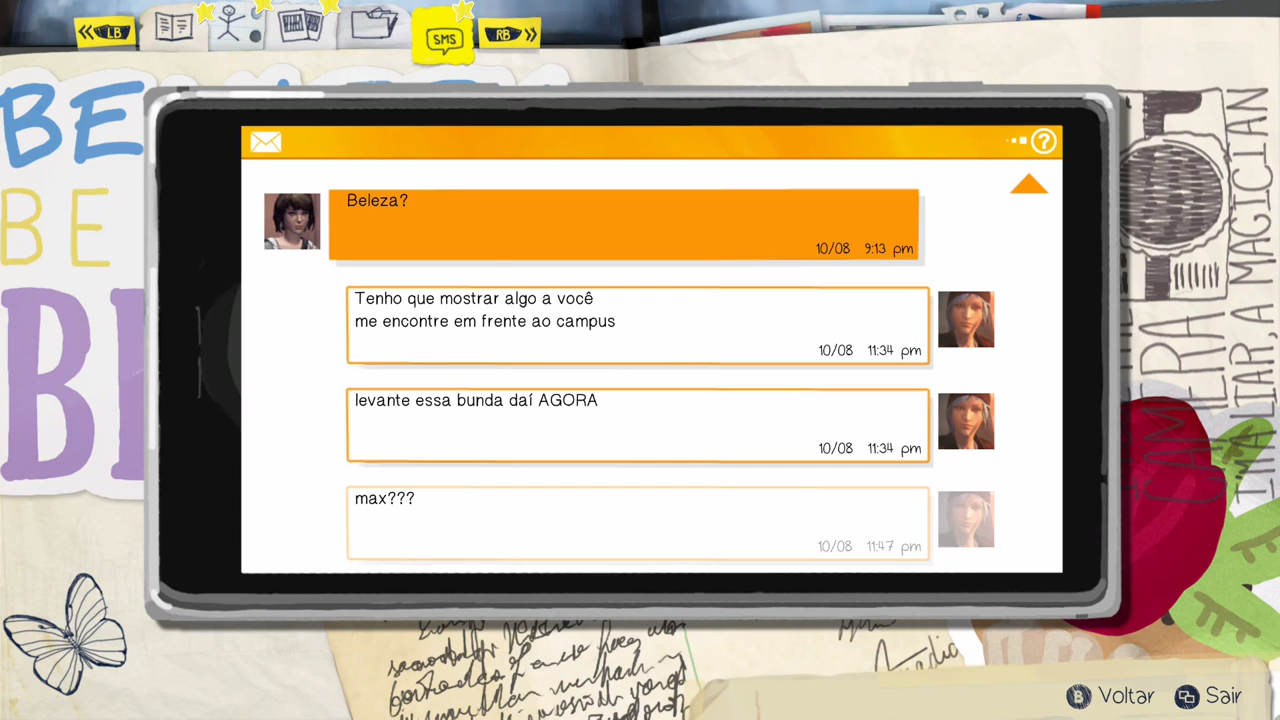 LB
SMS
RB
BE
BE
Beleza?
10/08 9:13 pm
Tenho que mostrar algo a você
me encontre em frente ao campus
10/08 11:34 pm
levante essa bunda daí AGORA
10/08 11:34 pm
max???
10/08 11:47 pm
CAMERA
LIAR, A MAGICIAN
B Voltar
Sair